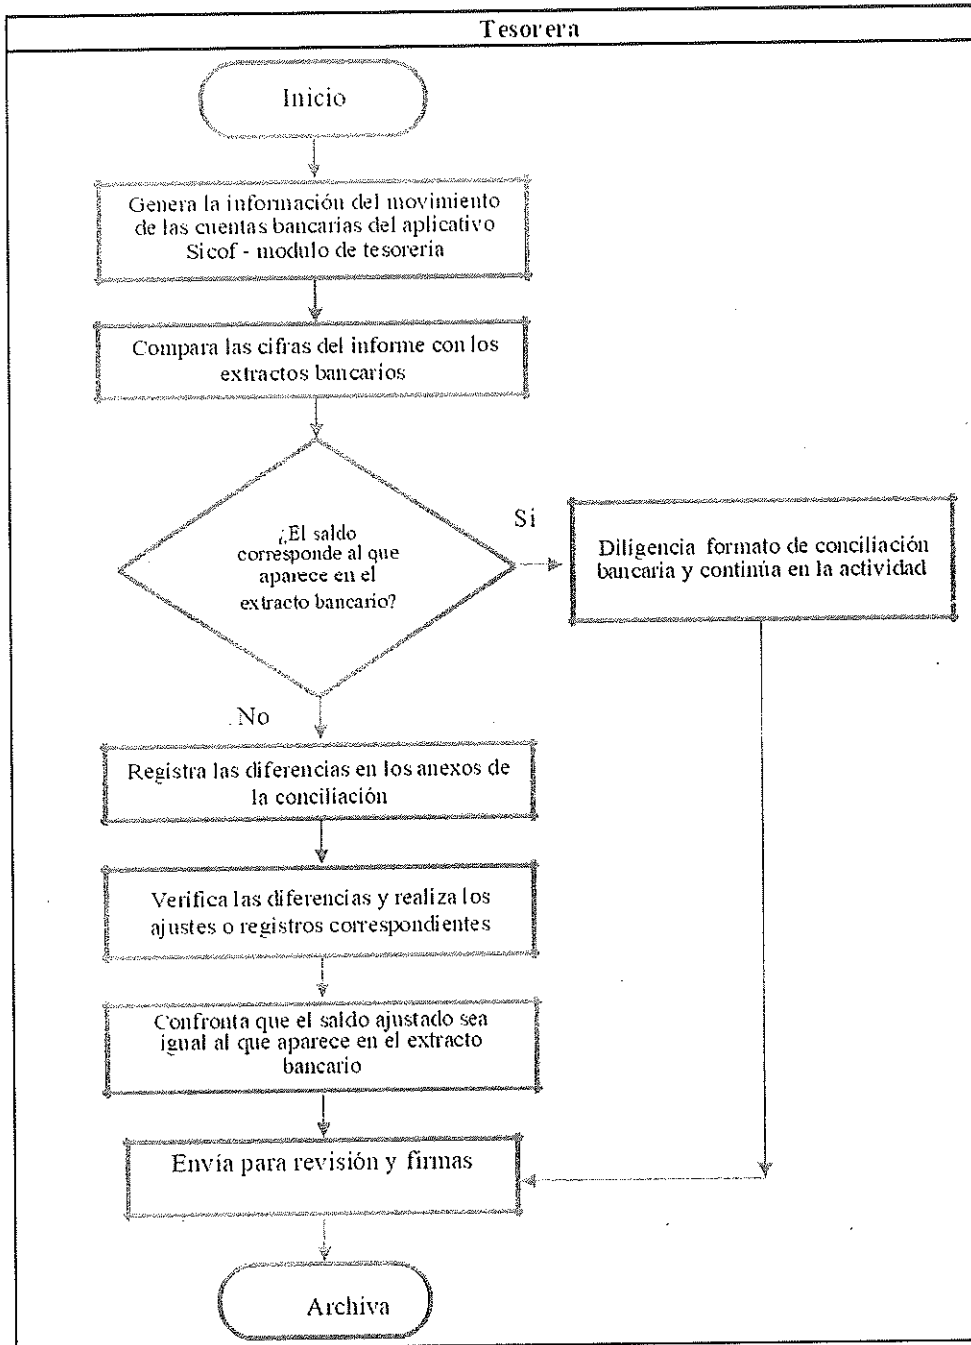 Tesorera
Inicio
Genera la información del movimiento
de las cuentas bancarias del aplicativo
Sicof - modulo de tesoreria
Compara las cifras del informe con los
extractos bancarios
¿El saldo
corresponde al que
aparece en el
extracto bancario?
Si
Diligencia formato de conciliación
bancaria y continúa en la actividad
No
Registra las diferencias en los anexos de
la conciliación
Verifica las diferencias y realiza los
ajustes o registros correspondientes
Confronta que el saldo ajustado sea
igual al que aparece en el extracto
bancario
Envía para revisión y firmas
Archiva